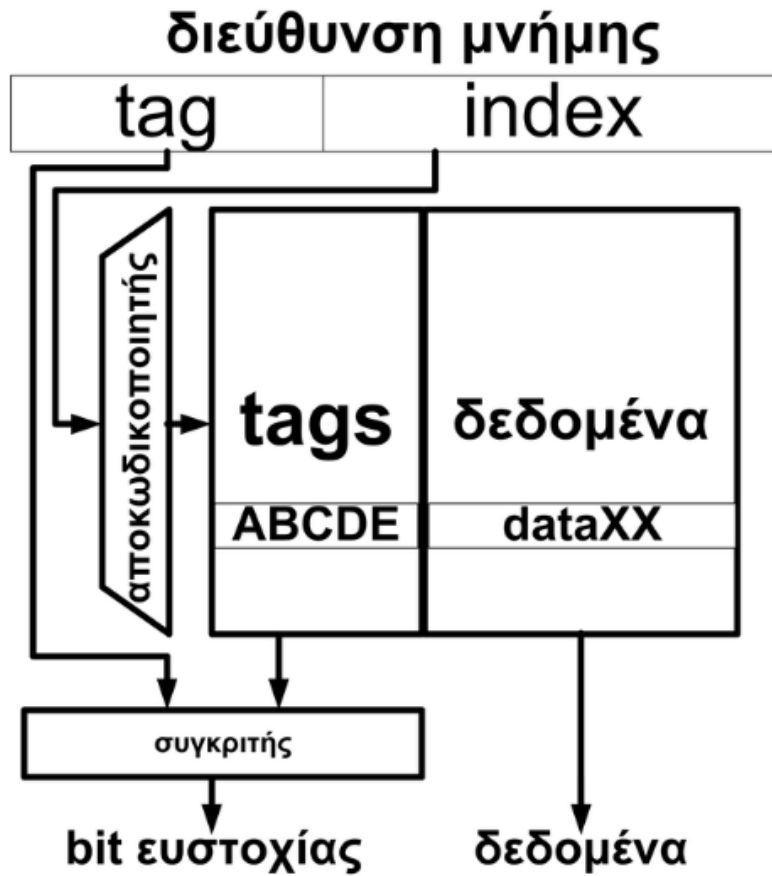 διεύθυνση μνήμης
tag index
αποκωδικοποιητής
tags δεδομένα
ABCDE dataXX
συγκριτής
bit ευστοχίας δεδομένα